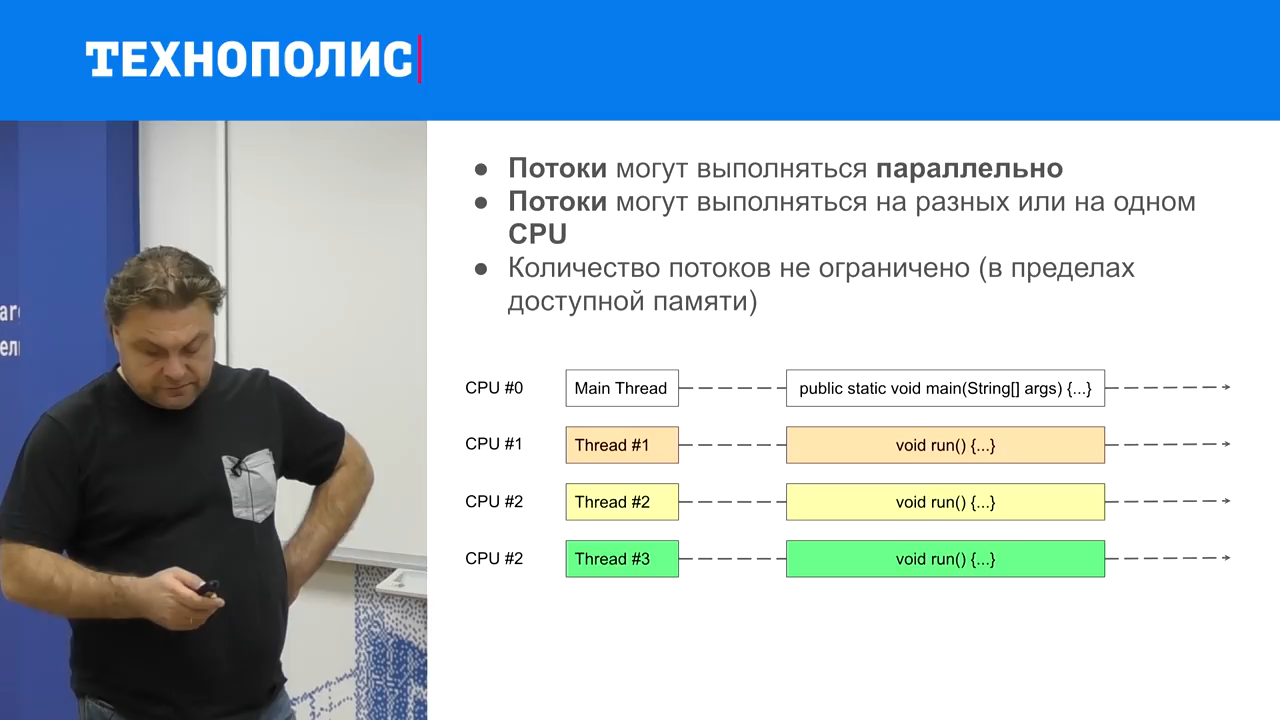 ТЕХНОПОЛИС
● Потоки могут выполняться параллельно
● Потоки могут выполняться на разных или на одном
CPU
● Количество потоков не ограничено (в пределах
доступной памяти)
CPU #0 Main Thread public static void main(String[] args) {...}
CPU #1 Thread #1 void run() {...}
CPU #2 Thread #2 void run() {...}
CPU #2 Thread #3 void run() {...}